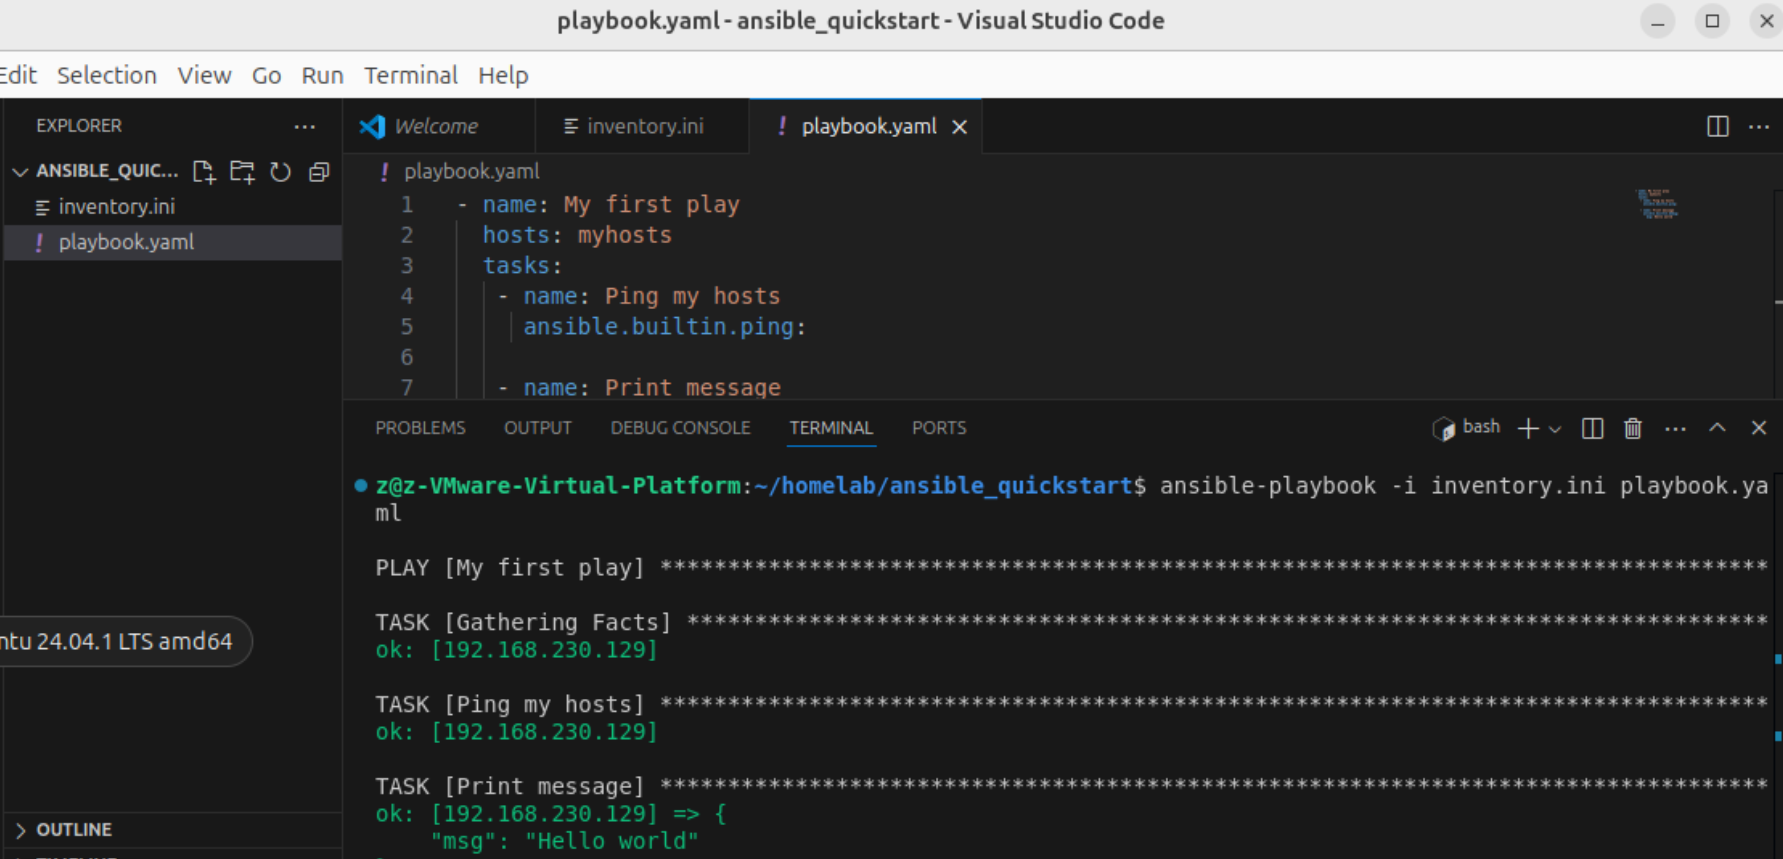 playbook.yaml - ansible_quickstart - Visual Studio Code
Edit Selection View Go Run Terminal Help
EXPLORER
ANSIBLE_QUIC...
inventory.ini
! playbook.yaml
ntu 24.04.1 LTS amd64
OUTLINE
Welcome inventory.ini ! playbook.yaml
! playbook.yaml
1 - name: My first play
2 hosts: myhosts
3 tasks:
4 - name: Ping my hosts
5 ansible.builtin.ping:
6
7 - name: Print message
PROBLEMS OUTPUT DEBUG CONSOLE TERMINAL PORTS bash
z@z-VMware-Virtual-Platform:~/homelab/ansible_quickstart$ ansible-playbook -i inventory.ini playbook.ya
ml
PLAY [My first play] **********************************************************************************
TASK [Gathering Facts] ********************************************************************************
ok: [192.168.230.129]
TASK [Ping my hosts] **********************************************************************************
ok: [192.168.230.129]
TASK [Print message] **********************************************************************************
ok: [192.168.230.129] => {
"msg": "Hello world"